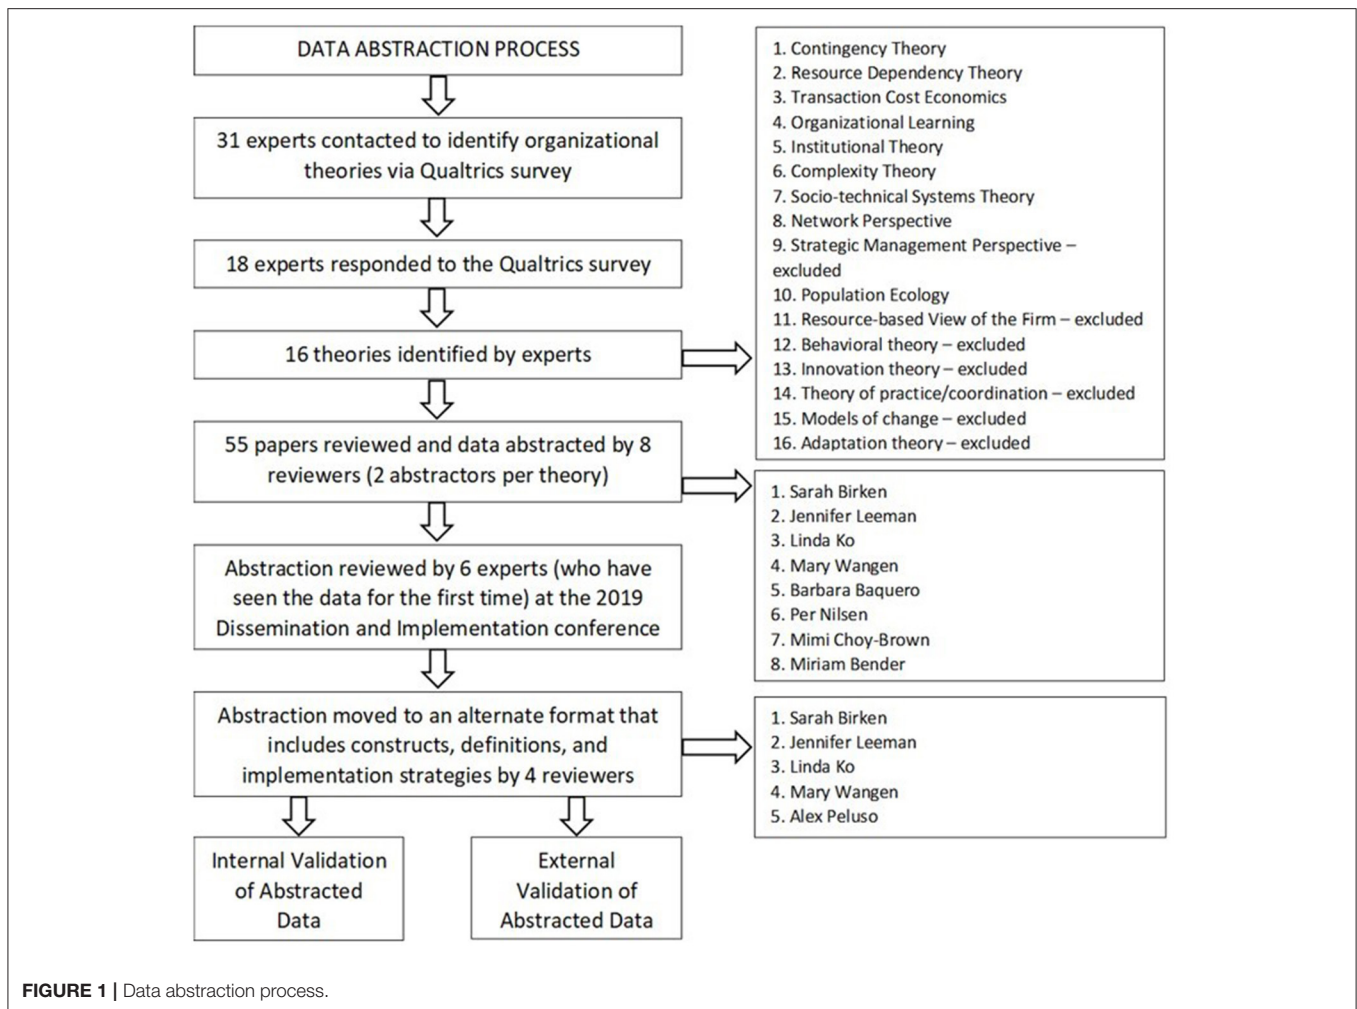 DATA ABSTRACTION PROCESS
31 experts contacted to identify organizational
theories via Qualtrics survey
18 experts responded to the Qualtrics survey
16 theories identified by experts
1. Contingency Theory
2. Resource Dependency Theory
3. Transaction Cost Economics
4. Organizational Learning
5. Institutional Theory
6. Complexity Theory
7. Socio-technical Systems Theory
8. Network Perspective
9. Strategic Management Perspective –
excluded
10. Population Ecology
11. Resource-based View of the Firm – excluded
12. Behavioral theory – excluded
13. Innovation theory – excluded
14. Theory of practice/coordination – excluded
15. Models of change – excluded
16. Adaptation theory – excluded
55 papers reviewed and data abstracted by 8
reviewers (2 abstractors per theory)
1. Sarah Birken
2. Jennifer Leeman
3. Linda Ko
4. Mary Wangen
5. Barbara Baquero
6. Per Nilsen
7. Mimi Choy-Brown
8. Miriam Bender
Abstraction reviewed by 6 experts (who have
seen the data for the first time) at the 2019
Dissemination and Implementation conference
Abstraction moved to an alternate format that
includes constructs, definitions, and
implementation strategies by 4 reviewers
1. Sarah Birken
2. Jennifer Leeman
3. Linda Ko
4. Mary Wangen
5. Alex Peluso
Internal Validation
of Abstracted
Data
External
Validation of
Abstracted Data
FIGURE 1 | Data abstraction process.